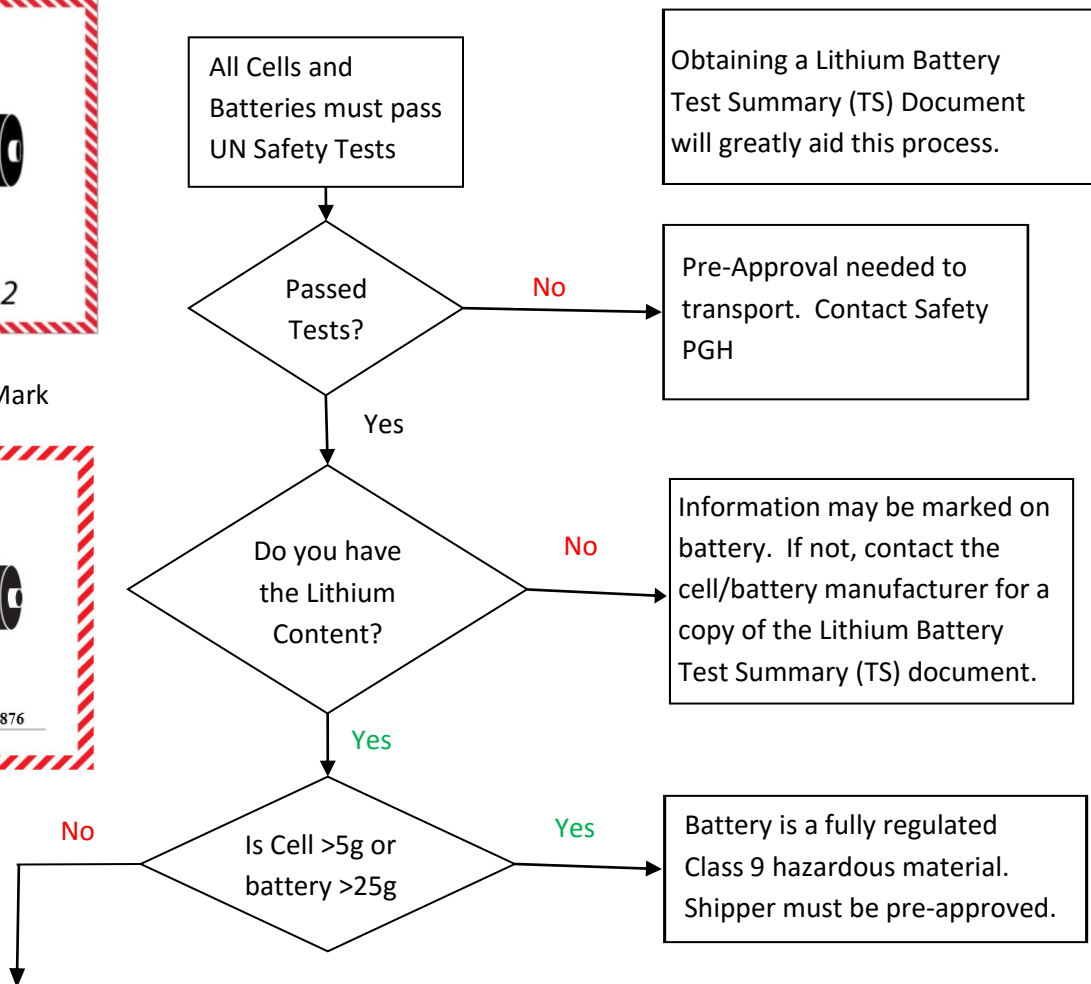 All Cells and
Batteries must pass
UN Safety Tests
Obtaining a Lithium Battery
Test Summary (TS) Document
will greatly aid this process.
2
Mark
Passed
Tests?
No
Pre-Approval needed to
transport.  Contact Safety
PGH
Yes
Do you have
the Lithium
Content?
No
Information may be marked on
battery.  If not, contact the
cell/battery manufacturer for a
copy of the Lithium Battery
Test Summary (TS) document.
876
Yes
No
Is Cell >5g or
battery >25g
Yes
Battery is a fully regulated
Class 9 hazardous material.
Shipper must be pre-approved.